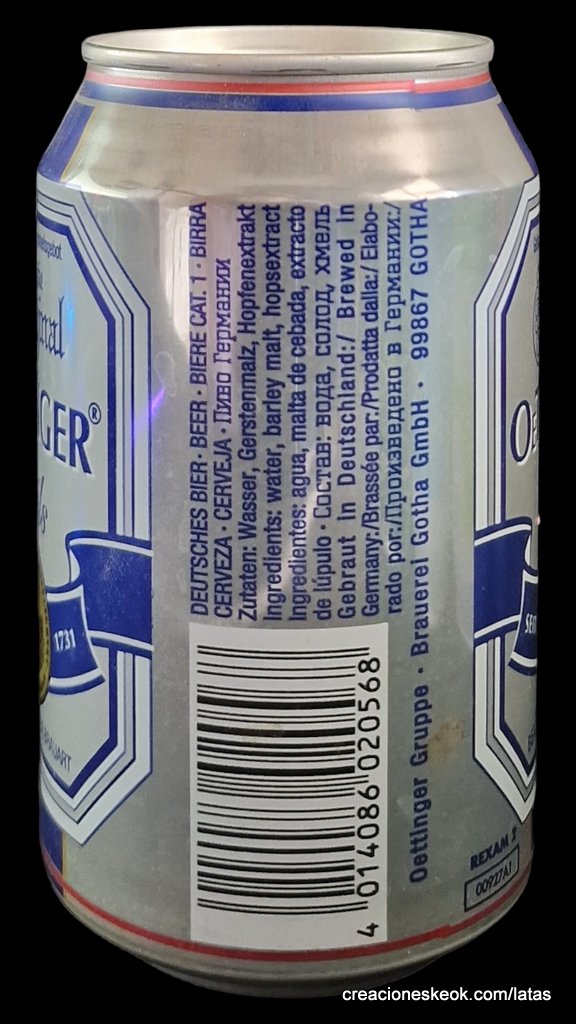 DEUTSCHES BIER · BEER · BIERE CAT. 1 · BIRRA
CERVEZA · CERVEJA · Пиво Германии
Zutaten: Wasser, Gerstenmalz, Hopfenextrakt
Ingredients: water, barley malt, hopsextract
Ingredientes: agua, malta de cebada, extracto
de lúpulo · Состав: вода, солод, хмель
Gebraut in Deutschland:/ Brewed in
Germany:/Brassée par:/Prodatta dalla:/ Elabo-
rado por:/Произведено в Германии:/
Oettinger Gruppe · Brauerei Gotha GmbH · 99867 GOTHA
4 014086 020568
REXAM 2
00927A1
GER®
1731
creacioneskeok.com/latas